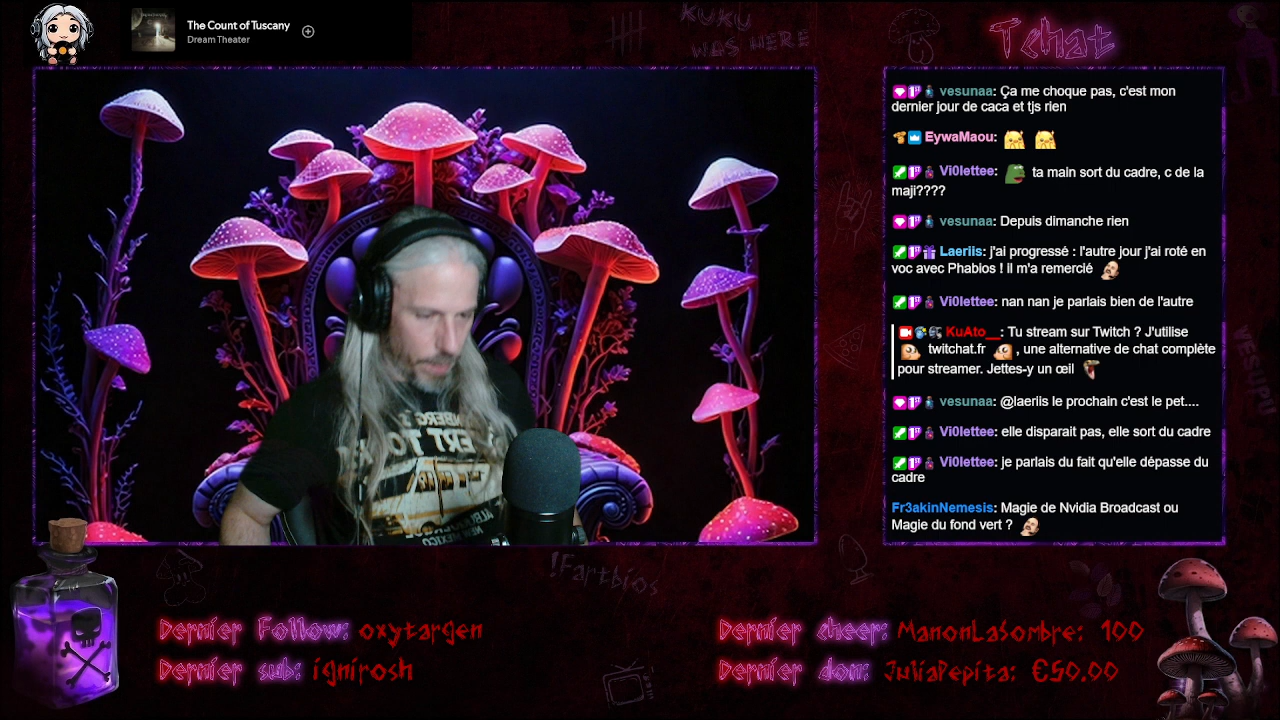 The Count of Tuscany
Dream Theater
KUKU
WAS HERE
Tchat
vesunaa: Ça me choque pas, c'est mon
dernier jour de caca et tjs rien
EywaMaou:
Vi0lettee: ta main sort du cadre, c de la
maji????
vesunaa: Depuis dimanche rien
Laeriis: j'ai progressé : l'autre jour j'ai roté en
voc avec Phablos ! Il m'a remercié
Vi0lettee: nan nan je parlais bien de l'autre
KuAto__: Tu stream sur Twitch ? J'utilise
twitchat.fr , une alternative de chat complète
pour streamer. Jettes-y un œil
vesunaa: @laeriis le prochain c'est le pet....
Vi0lettee: elle disparait pas, elle sort du cadre
Vi0lettee: je parlais du fait qu'elle dépasse du
cadre
Fr3akinNemesis: Magie de Nvidia Broadcast ou
Magie du fond vert ?
!Fartbios
Dernier Follow: oxytargen
Dernier sub: ignirosh
Dernier cheer: ManonLaSombre: 100
Dernier don: JuliaPepita: €50.00